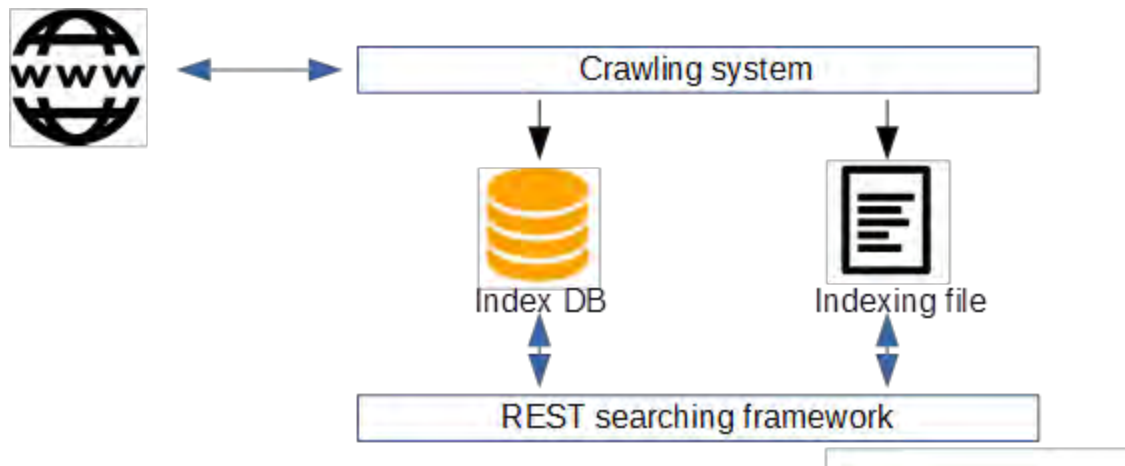 WWW
Crawling system
Index DB
Indexing file
REST searching framework